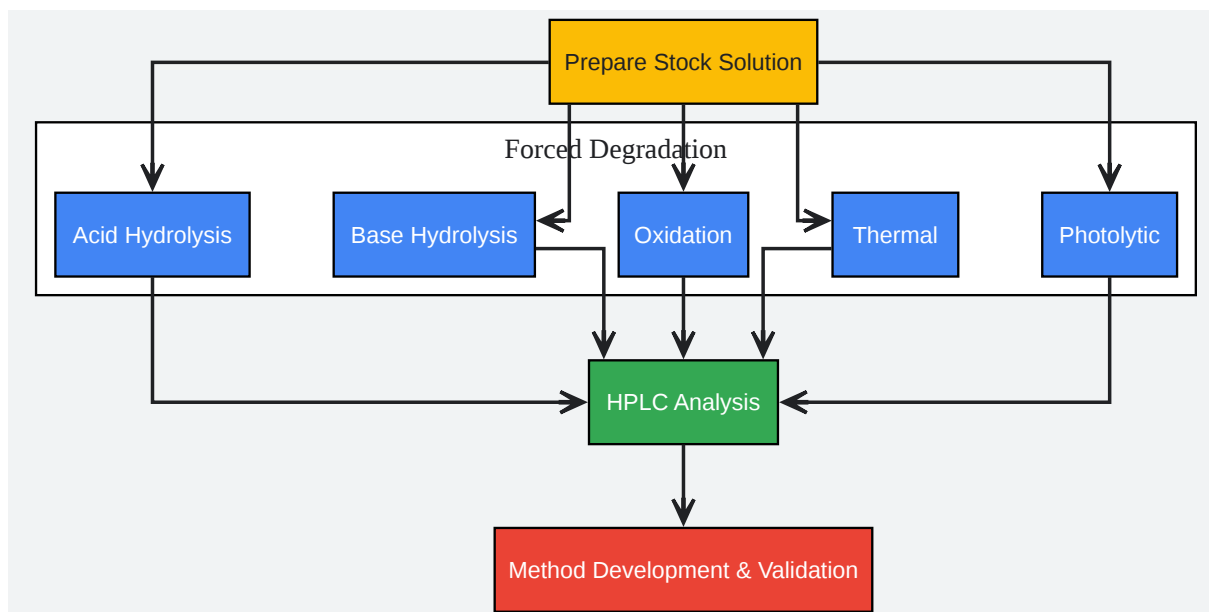 Prepare Stock Solution
Forced Degradation
Acid Hydrolysis
Base Hydrolysis
Oxidation
Thermal
Photolytic
HPLC Analysis
Method Development & Validation